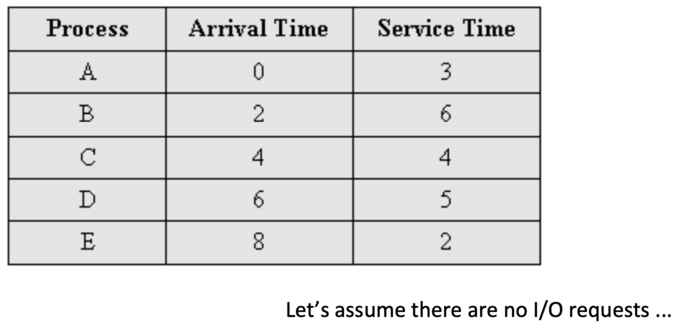 Process Arrival Time Service Time
A 0 3
B 2 6
C 4 4
D 6 5
E 8 2
Let's assume there are no I/O requests ...